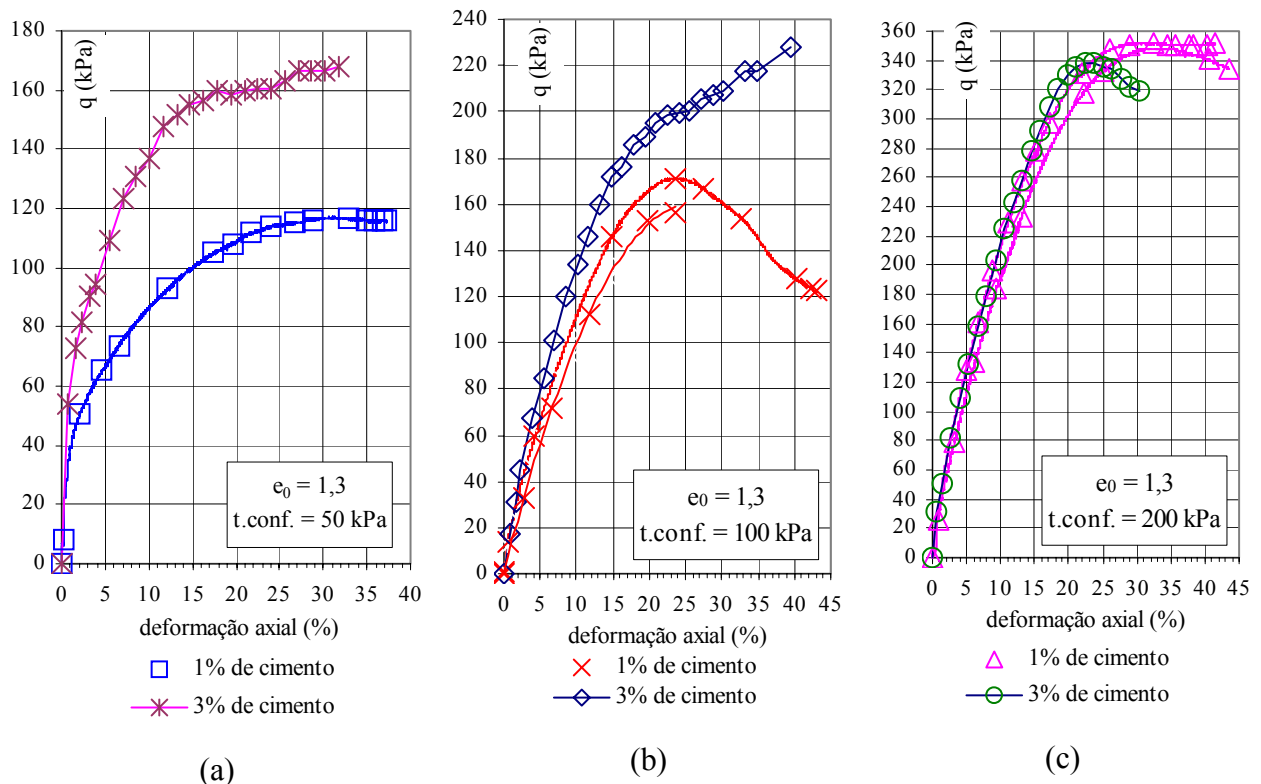 180
160
140
120
100
80
60
40
20
0
q (kPa)
e₀ = 1,3
t.conf. = 50 kPa
0 5 10 15 20 25 30 35 40
deformação axial (%)
1% de cimento
3% de cimento
(a)
240
220
200
180
160
140
120
100
80
60
40
20
0
q (kPa)
e₀ = 1,3
t.conf. = 100 kPa
0 5 10 15 20 25 30 35 40 45
deformação axial (%)
1% de cimento
3% de cimento
(b)
360
340
320
300
280
260
240
220
200
180
160
140
120
100
80
60
40
20
0
q (kPa)
e₀ = 1,3
t.conf. = 200 kPa
0 5 10 15 20 25 30 35 40 45
deformação axial (%)
1% de cimento
3% de cimento
(c)